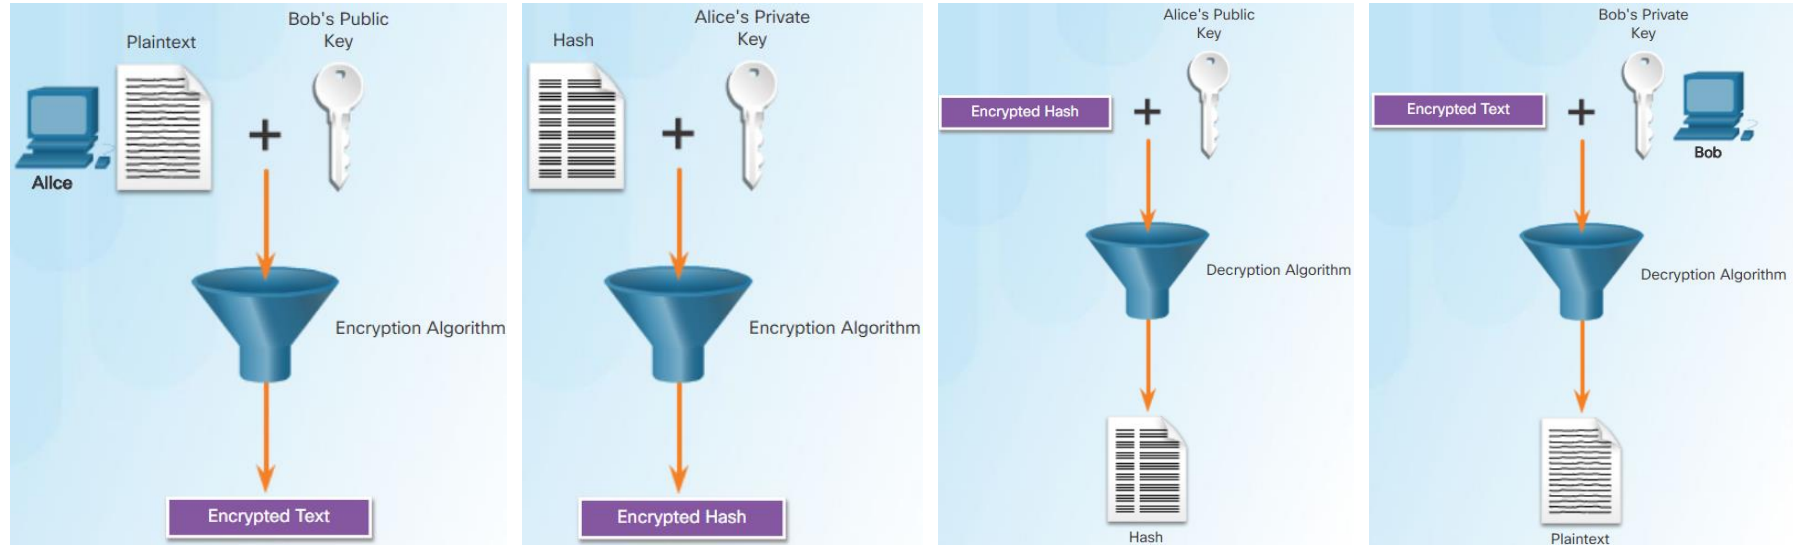 Bob's Public
Key
Plaintext
Alice
Encryption Algorithm
Encrypted Text
Alice's Private
Key
Hash
Encryption Algorithm
Encrypted Hash
Alice's Public
Key
Encrypted Hash
Decryption Algorithm
Hash
Bob's Private
Key
Encrypted Text
Bob
Decryption Algorithm
Plaintext